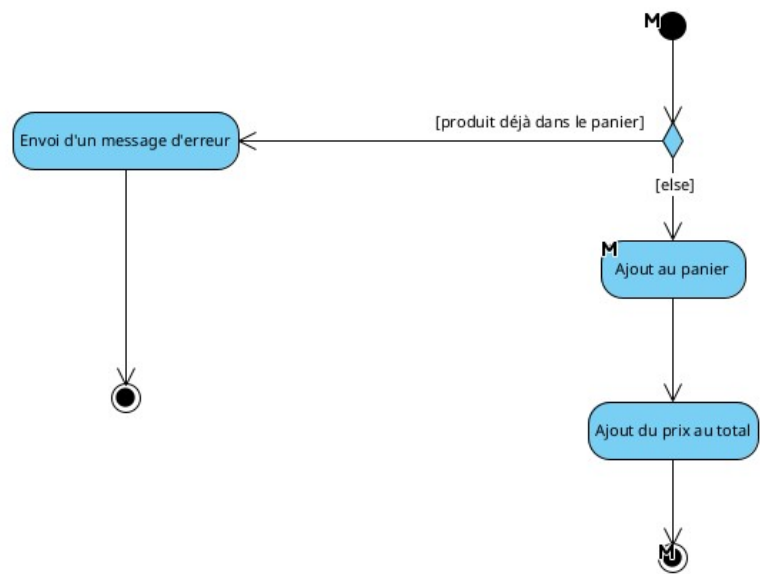 M
[produit déjà dans le panier]
Envoi d'un message d'erreur
[else]
M
Ajout au panier
Ajout du prix au total
M